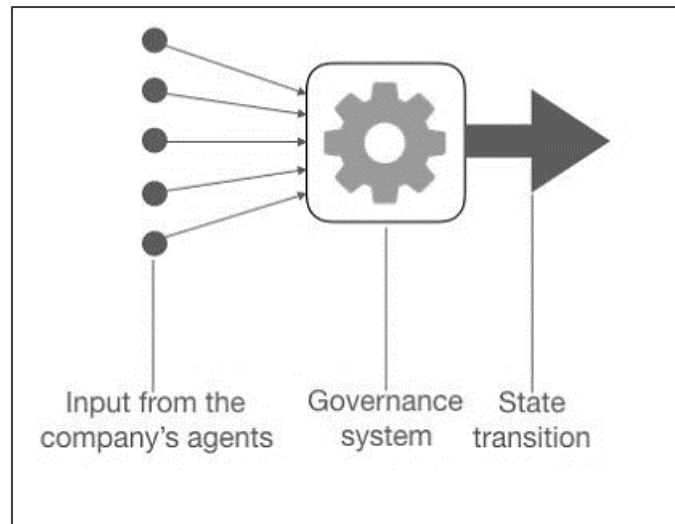 Input from the
company's agents
Governance
system
State
transition